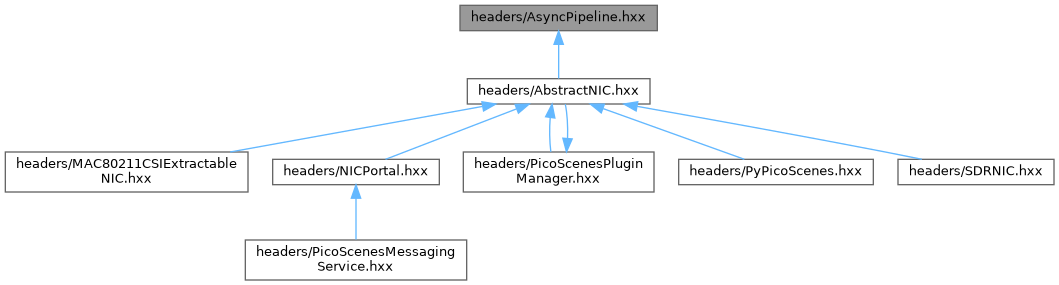 headers/AsyncPipeline.hxx
headers/AbstractNIC.hxx
headers/MAC80211CSIExtractable
NIC.hxx
headers/NICPortal.hxx
headers/PicoScenesPlugin
Manager.hxx
headers/PyPicoScenes.hxx
headers/SDRNIC.hxx
headers/PicoScenesMessaging
Service.hxx